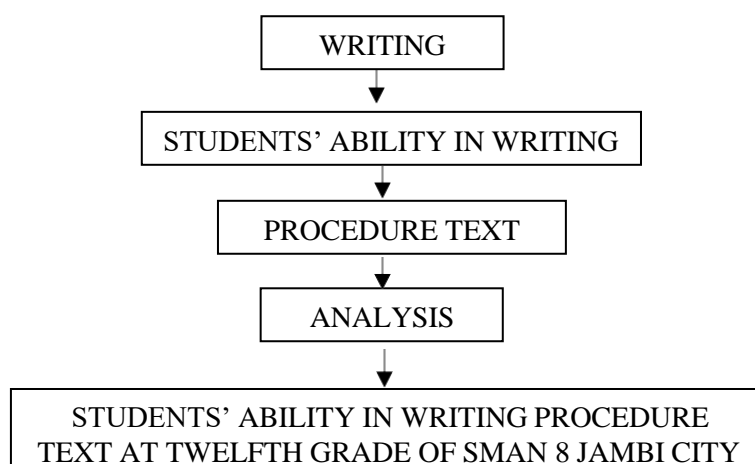 WRITING
STUDENTS’ ABILITY IN WRITING
PROCEDURE TEXT
ANALYSIS
STUDENTS’ ABILITY IN WRITING PROCEDURE
TEXT AT TWELFTH GRADE OF SMAN 8 JAMBI CITY